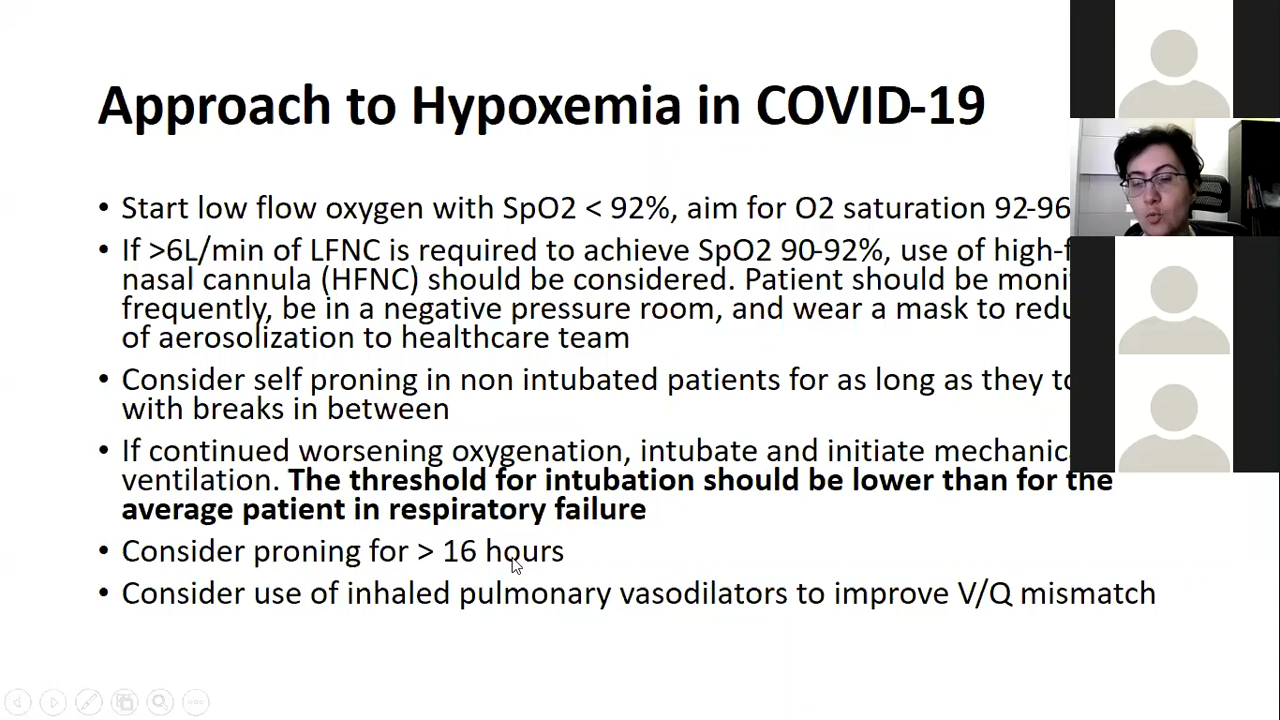 Approach to Hypoxemia in COVID-19
• Start low flow oxygen with SpO2 < 92%, aim for O2 saturation 92-96
• If >6L/min of LFNC is required to achieve SpO2 90-92%, use of
nasal cannula (HFNC) should be considered. Patient should be
frequently, be in a negative pressure room, and wear a mask to
of aerosolization to healthcare team
• Consider self proning in non intubated patients for as long as they
with breaks in between
• If continued worsening oxygenation, intubate and initiate
ventilation. The threshold for intubation should be lower than for the
average patient in respiratory failure
• Consider proning for > 16 hours
• Consider use of inhaled pulmonary vasodilators to improve V/Q mismatch